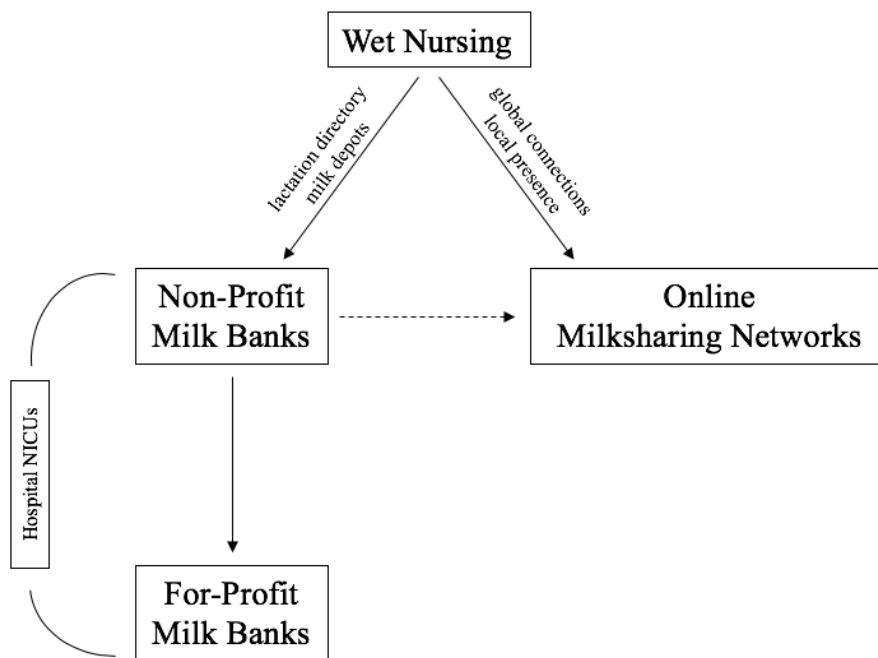 Wet Nursing
lactation directory
milk depots
global connections
local presence
Non-Profit
Milk Banks
Online
Milksharing Networks
Hospital NICUs
For-Profit
Milk Banks